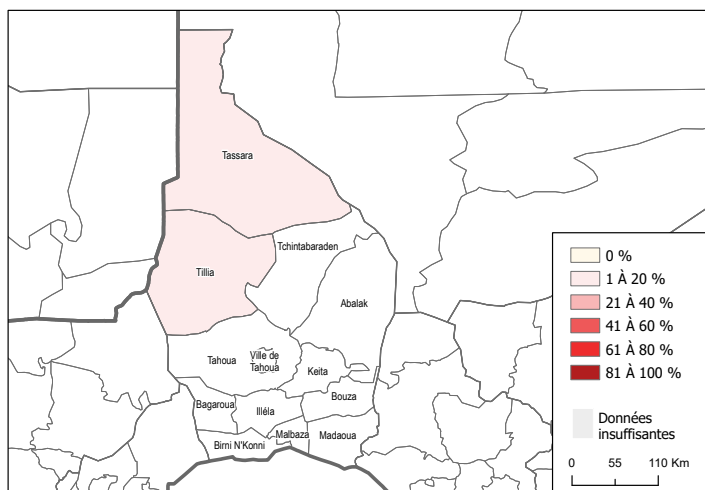 Tassara
Tchintabaraden
Tillia
Abalak
Tahoua
Ville de
Tahoua
Keita
Bagaroua
Illéla
Bouza
Birni N'Konni
Malbaza
Madaoua
0 %
1 À 20 %
21 À 40 %
41 À 60 %
61 À 80 %
81 À 100 %
Données
insuffisantes
0 55 110 Km